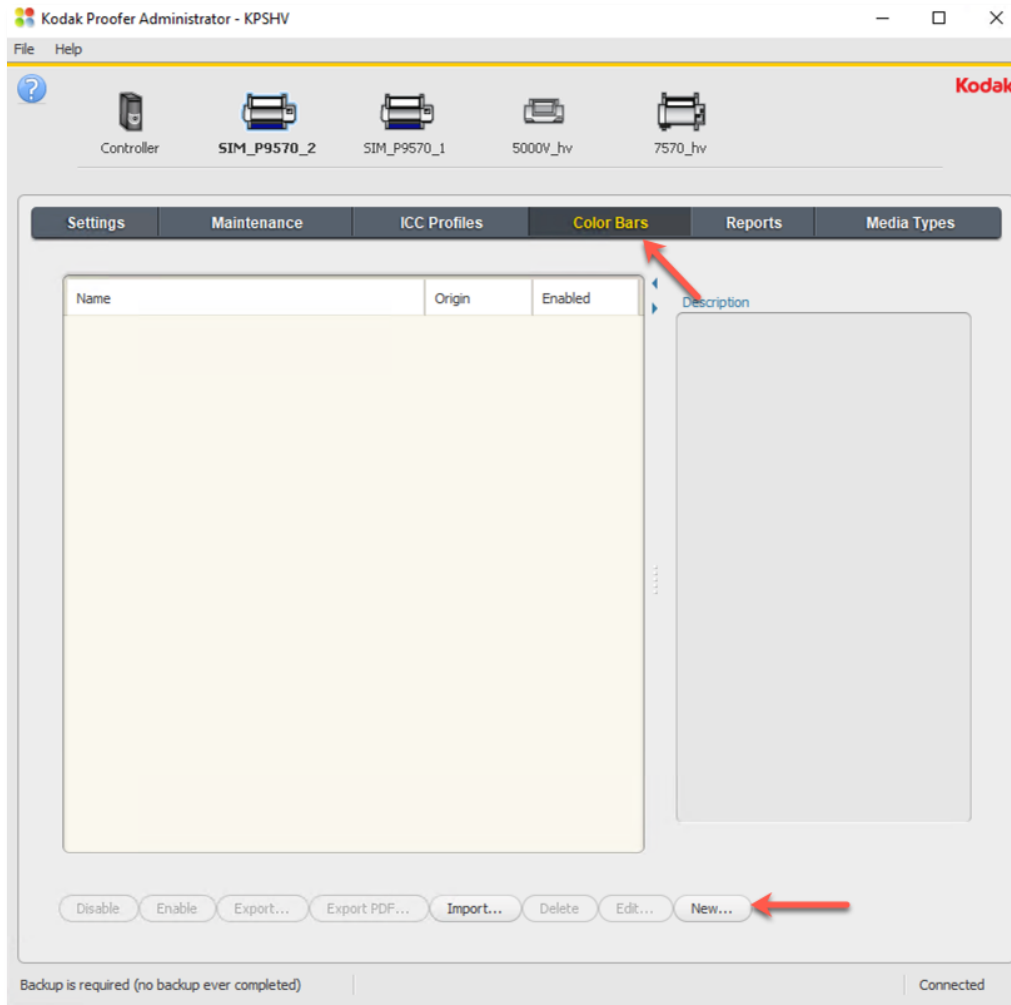 Kodak Proofer Administrator - KPSHV
File Help
Kodak
Controller SIM_P9570_2 SIM_P9570_1 5000V_hv 7570_hv
Settings Maintenance ICC Profiles Color Bars Reports Media Types
Name Origin Enabled
Description
Disable Enable Export... Export PDF... Import... Delete Edit... New...
Backup is required (no backup ever completed) Connected